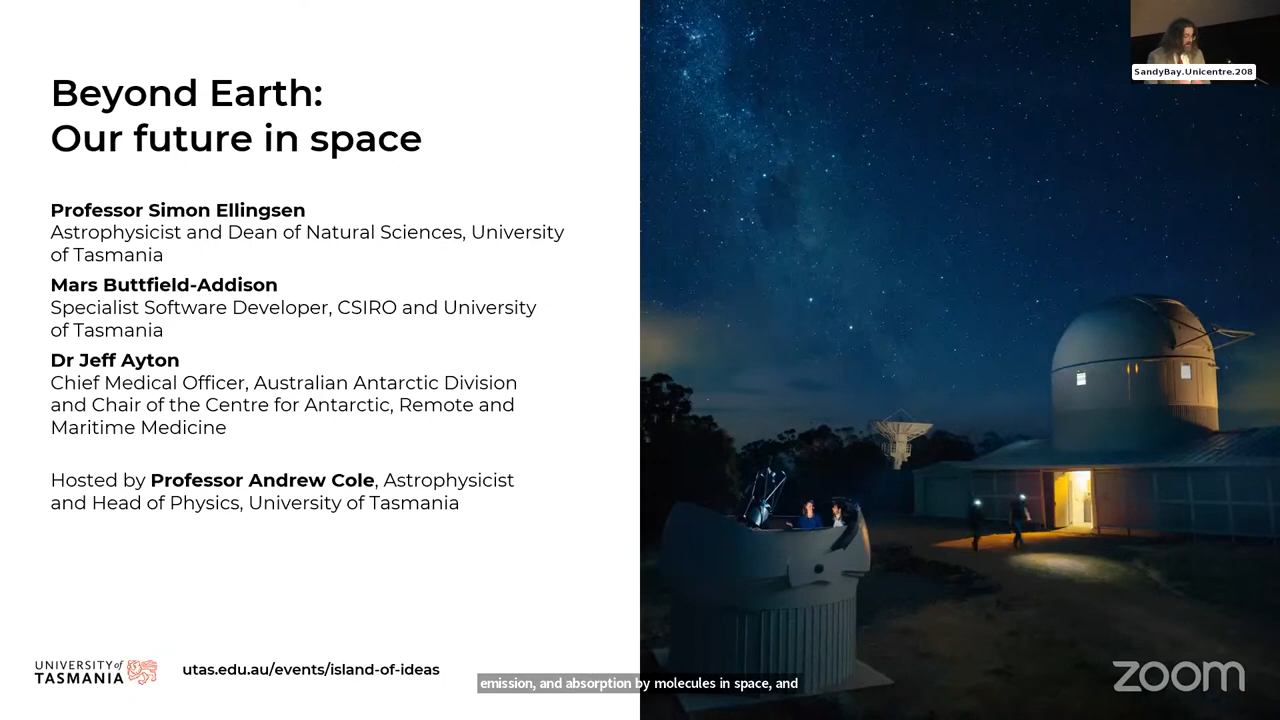 Beyond Earth:
Our future in space
Professor Simon Ellingsen
Astrophysicist and Dean of Natural Sciences, University
of Tasmania
Mars Buttfield-Addison
Specialist Software Developer, CSIRO and University
of Tasmania
Dr Jeff Ayton
Chief Medical Officer, Australian Antarctic Division
and Chair of the Centre for Antarctic, Remote and
Maritime Medicine
Hosted by Professor Andrew Cole, Astrophysicist
and Head of Physics, University of Tasmania
UNIVERSITY of
TASMANIA
utas.edu.au/events/island-of-ideas
emission, and absorption by molecules in space, and
SandyBay.Unicentre.208
zoom